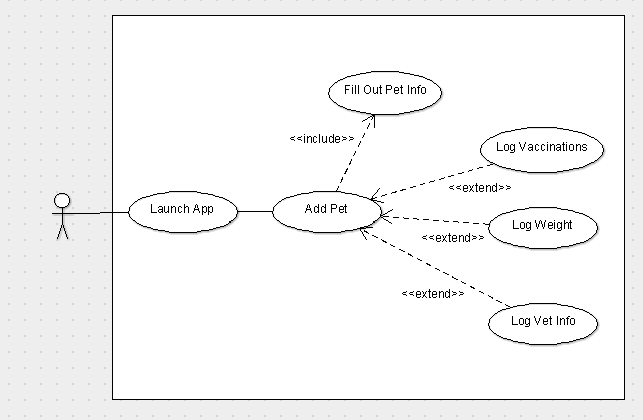 Fill Out Pet Info
<<include>>
Log Vaccinations
<<extend>>
Launch App
Add Pet
Log Weight
<<extend>>
<<extend>>
Log Vet Info